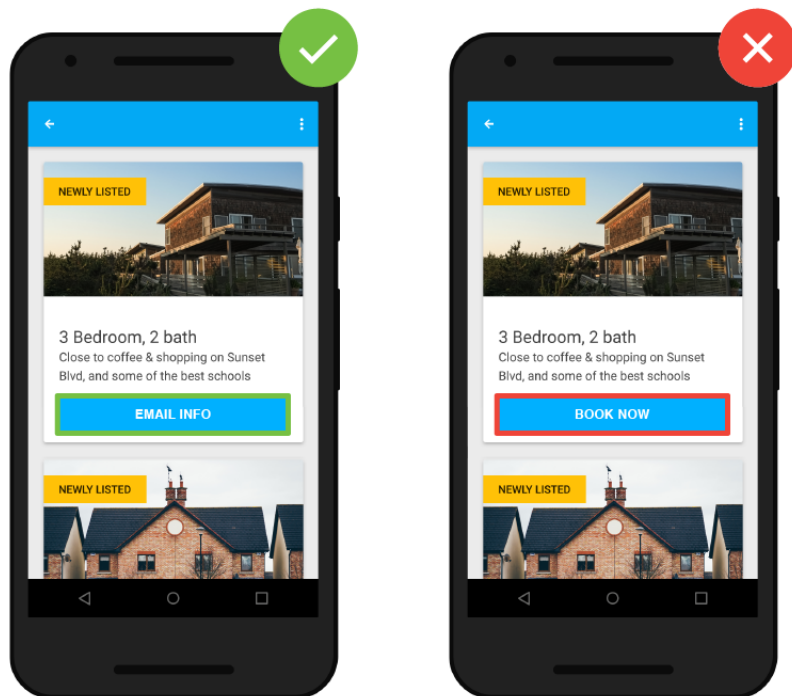 NEWLY LISTED
3 Bedroom, 2 bath
Close to coffee & shopping on Sunset
Blvd, and some of the best schools
EMAIL INFO
NEWLY LISTED
NEWLY LISTED
3 Bedroom, 2 bath
Close to coffee & shopping on Sunset
Blvd, and some of the best schools
BOOK NOW
NEWLY LISTED